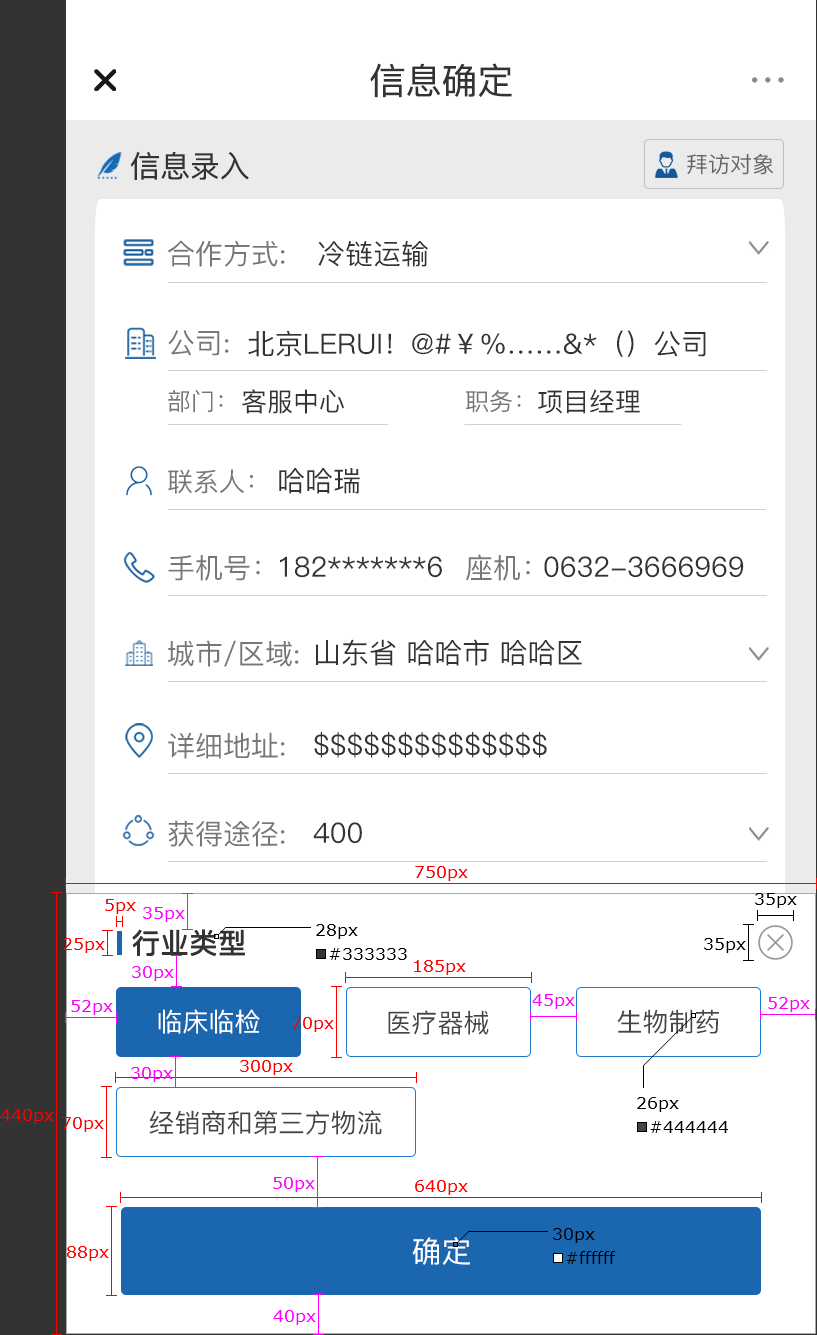 信息确定
信息录入
拜访对象
合作方式: 冷链运输
公司: 北京LERUI! @#￥%……&*（）公司
部门: 客服中心 职务: 项目经理
联系人: 哈哈瑞
手机号: 182*******6 座机: 0632-3666969
城市/区域: 山东省 哈哈市 哈哈区
详细地址: $$$$$$$$$$$$$$
获得途径: 400
750px
5px 35px 35px
25px 行业类型 28px 35px
#333333
30px 185px
52px 临床临检 70px 医疗器械 45px 生物制药 52px
30px 300px
440px 70px 经销商和第三方物流 26px
#444444
50px 640px
88px 确定 30px
#ffffff
40px